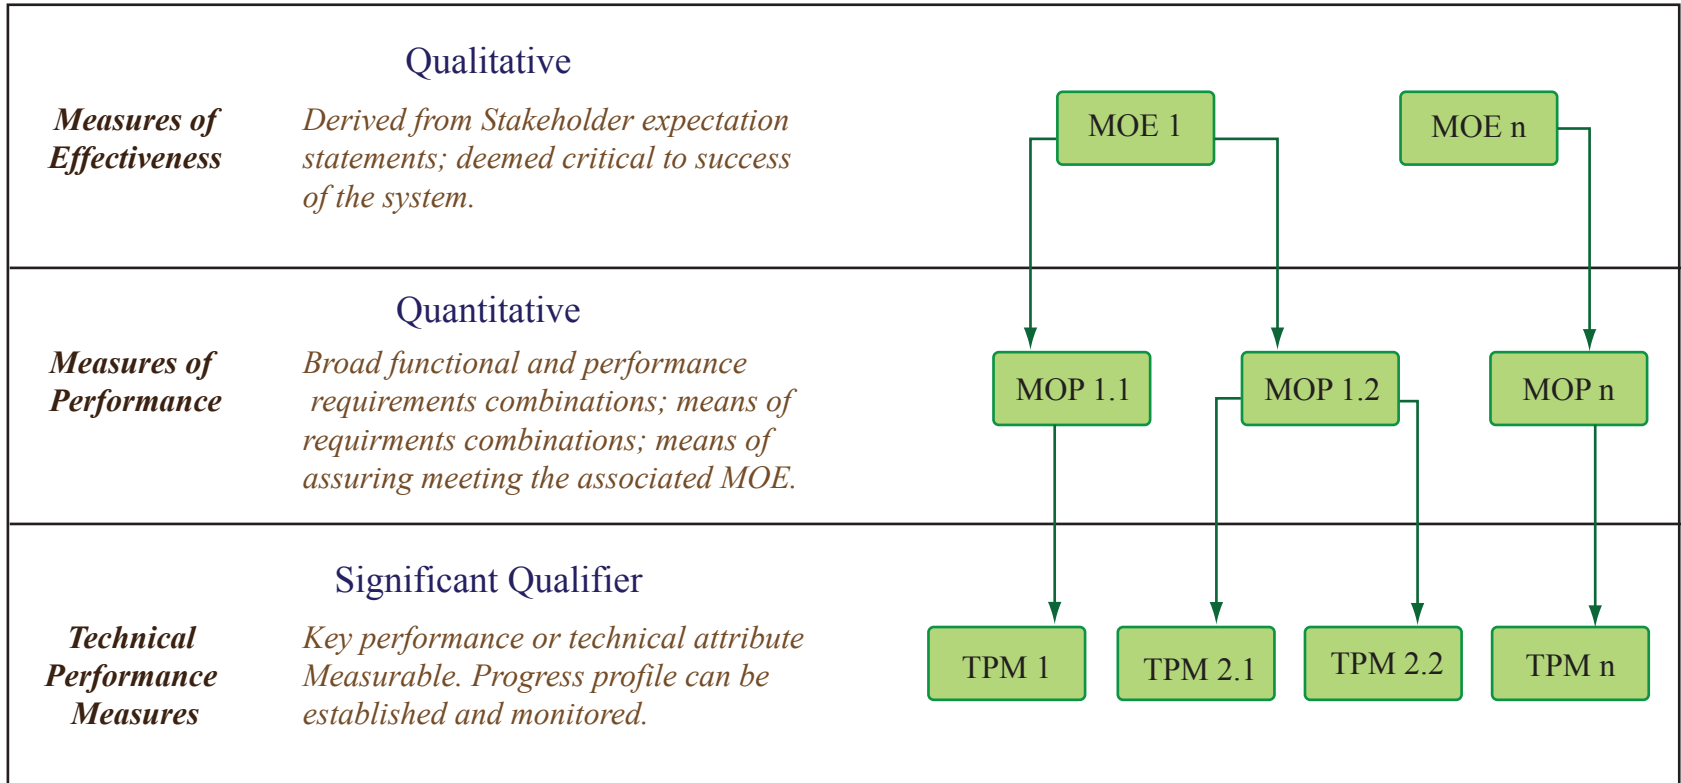 Qualitative
Measures of
Effectiveness
Derived from Stakeholder expectation
statements; deemed critical to success
of the system.
MOE 1
MOE n
Quantitative
Measures of
Performance
Broad functional and performance
requirements combinations; means of
requirments combinations; means of
assuring meeting the associated MOE.
MOP 1.1
MOP 1.2
MOP n
Significant Qualifier
Technical
Performance
Measures
Key performance or technical attribute
Measurable. Progress profile can be
established and monitored.
TPM 1
TPM 2.1
TPM 2.2
TPM n